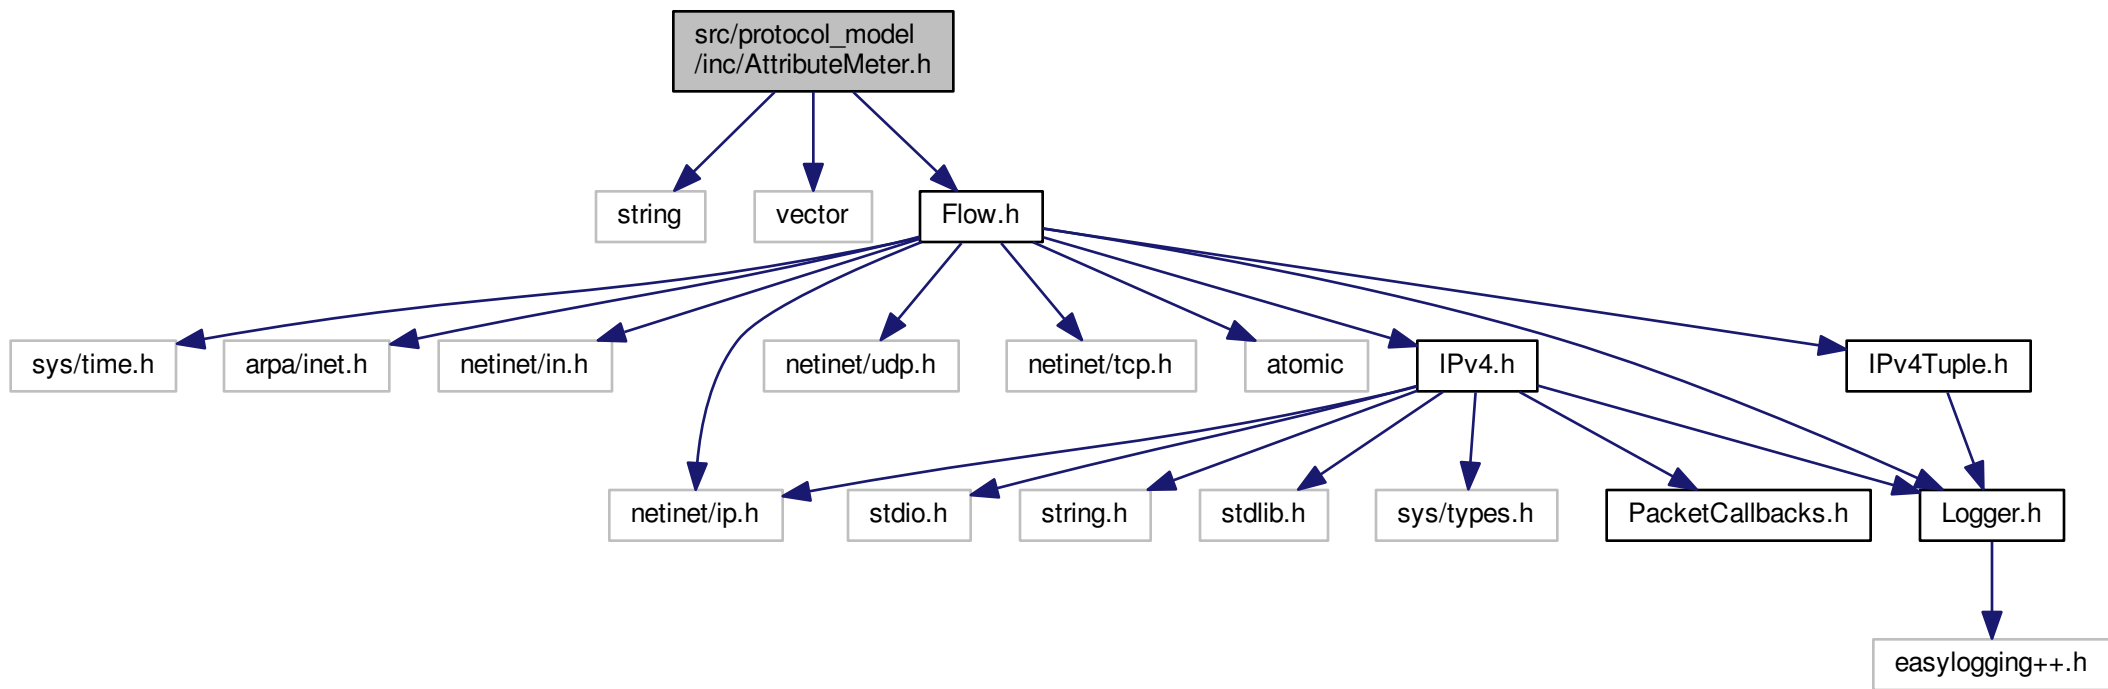 src/protocol_model
/inc/AttributeMeter.h
string
vector
Flow.h
sys/time.h
arpa/inet.h
netinet/in.h
netinet/udp.h
netinet/tcp.h
atomic
IPv4.h
IPv4Tuple.h
netinet/ip.h
stdio.h
string.h
stdlib.h
sys/types.h
PacketCallbacks.h
Logger.h
easylogging++.h